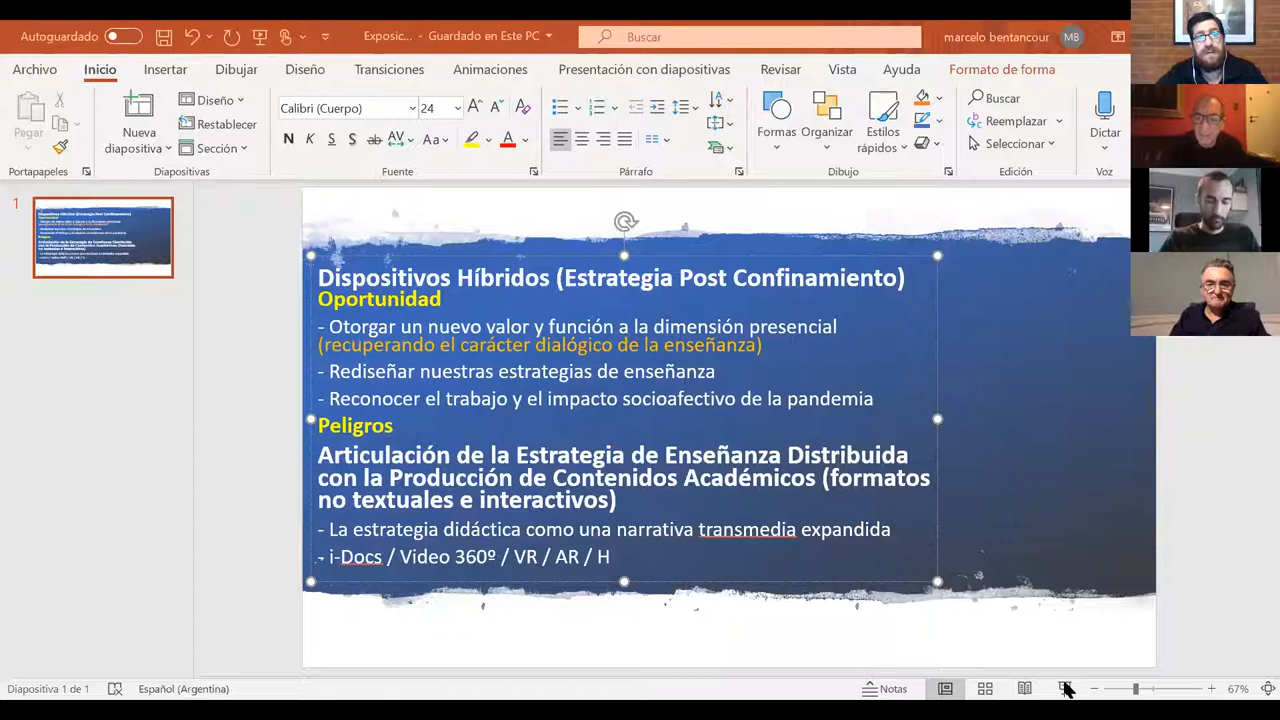 Autoguardado
Exposic... - Guardado en Este PC
Buscar
marcelo bentancour MB
Archivo Inicio Insertar Dibujar Diseño Transiciones Animaciones Presentación con diapositivas Revisar Vista Ayuda Formato de forma
Pegar
Nueva diapositiva
Diseño
Restablecer
Sección
Calibri (Cuerpo) 24
N K S S ab AV Aa A
Formas Organizar Estilos rápidos
Buscar
Reemplazar
Seleccionar
Dictar
Portapapeles Diapositivas Fuente Párrafo Dibujo Edición Voz
1
Dispositivos Híbridos (Estrategia Post Confinamiento)
Oportunidad
- Otorgar un nuevo valor y función a la dimensión presencial
(recuperando el carácter dialógico de la enseñanza)
- Rediseñar nuestras estrategias de enseñanza
- Reconocer el trabajo y el impacto socioafectivo de la pandemia
Peligros
Articulación de la Estrategia de Enseñanza Distribuida
con la Producción de Contenidos Académicos (formatos
no textuales e interactivos)
- La estrategia didáctica como una narrativa transmedia expandida
- i-Docs / Video 360º / VR / AR / H
Diapositiva 1 de 1 Español (Argentina) Notas 67%